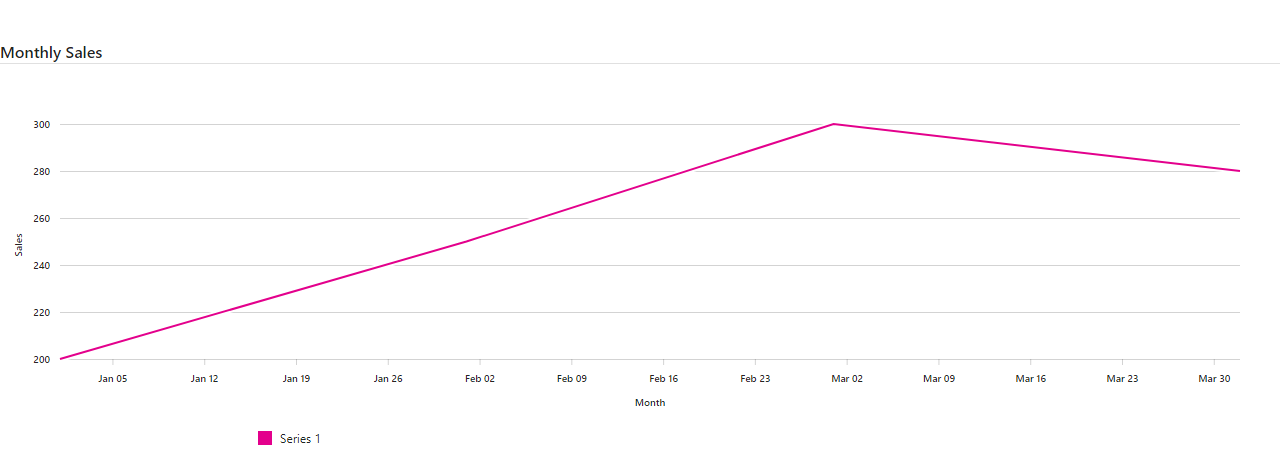 Monthly Sales
300
280
260
240
220
200
Sales
Jan 05 Jan 12 Jan 19 Jan 26 Feb 02 Feb 09 Feb 16 Feb 23 Mar 02 Mar 09 Mar 16 Mar 23 Mar 30
Month
Series 1